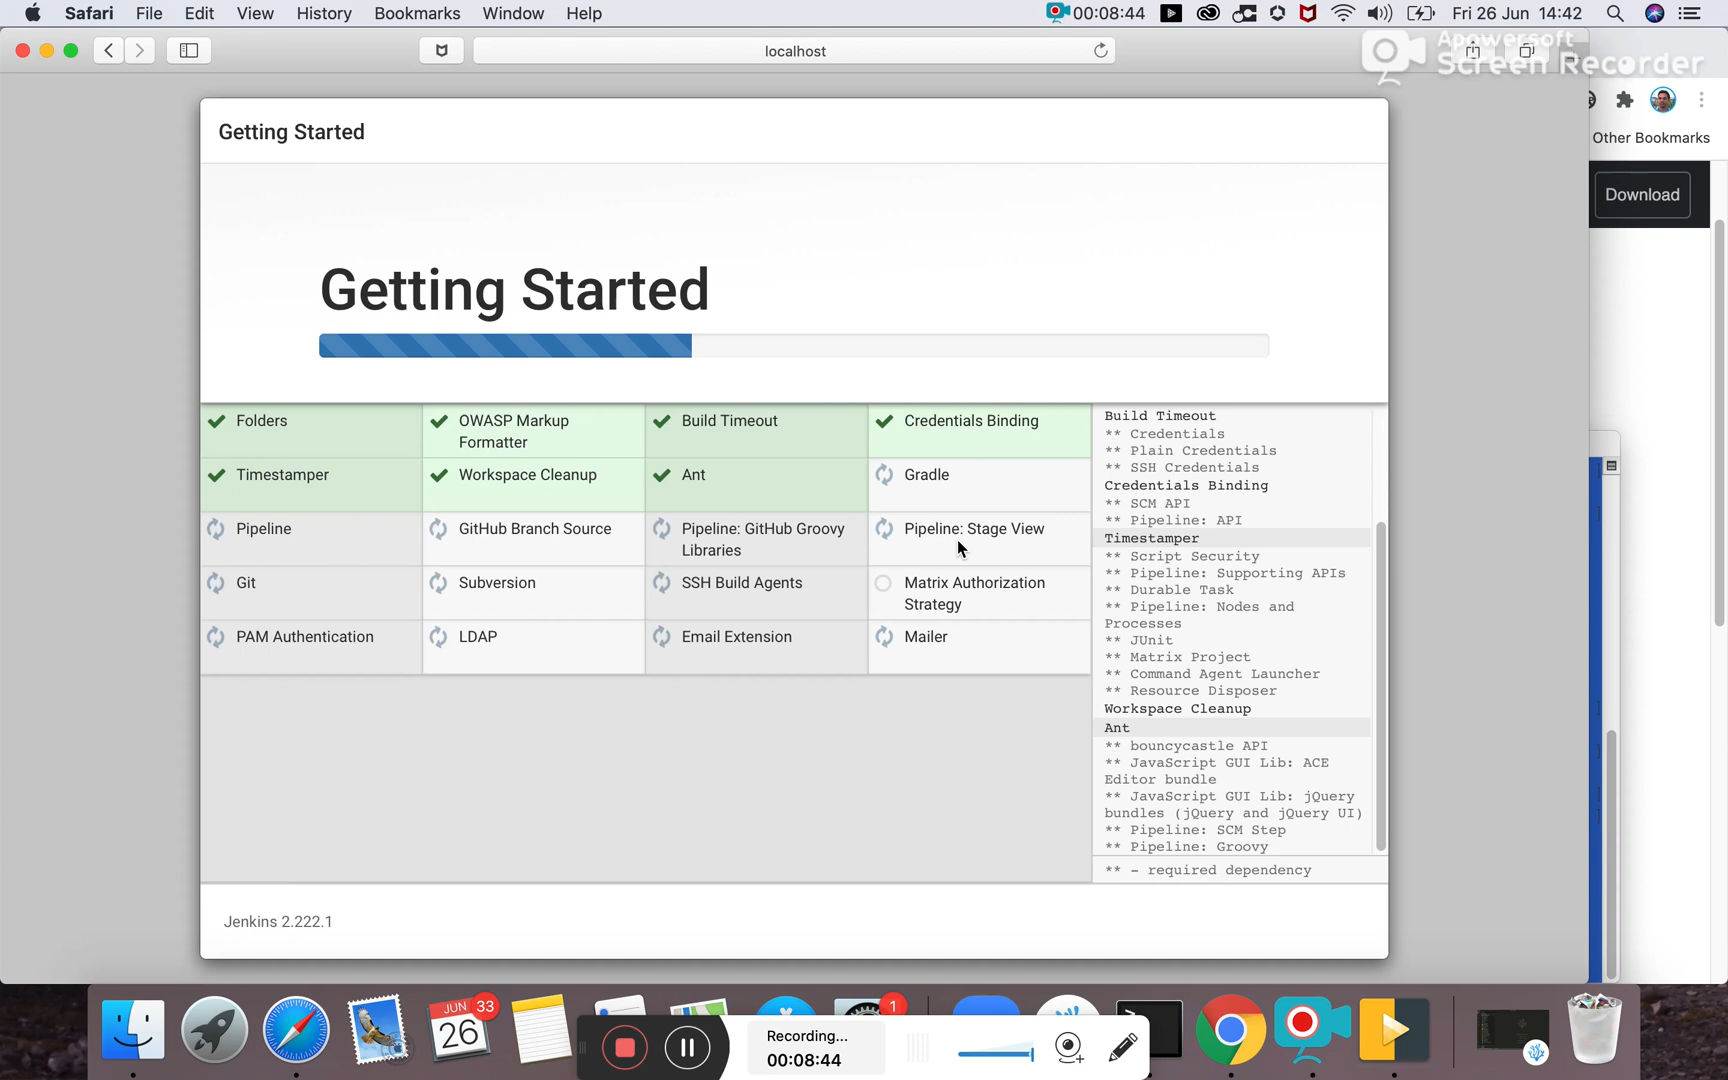 Safari File Edit View History Bookmarks Window Help 00:08:44 Fri 26 Jun 14:42
localhost
Apowersoft
Screen Recorder
Other Bookmarks
Download
Getting Started
Getting Started
Folders
OWASP Markup
Formatter
Build Timeout
Credentials Binding
Timestamper
Workspace Cleanup
Ant
Gradle
Pipeline
GitHub Branch Source
Pipeline: GitHub Groovy
Libraries
Pipeline: Stage View
Git
Subversion
SSH Build Agents
Matrix Authorization
Strategy
PAM Authentication
LDAP
Email Extension
Mailer
Build Timeout
** Credentials
** Plain Credentials
** SSH Credentials
Credentials Binding
** SCM API
** Pipeline: API
Timestamper
** Script Security
** Pipeline: Supporting APIs
** Durable Task
** Pipeline: Nodes and
Processes
** JUnit
** Matrix Project
** Command Agent Launcher
** Resource Disposer
Workspace Cleanup
Ant
** bouncycastle API
** JavaScript GUI Lib: ACE
Editor bundle
** JavaScript GUI Lib: jQuery
bundles (jQuery and jQuery UI)
** Pipeline: SCM Step
** Pipeline: Groovy
** - required dependency
Jenkins 2.222.1
JUN 33
26
1
Recording...
00:08:44